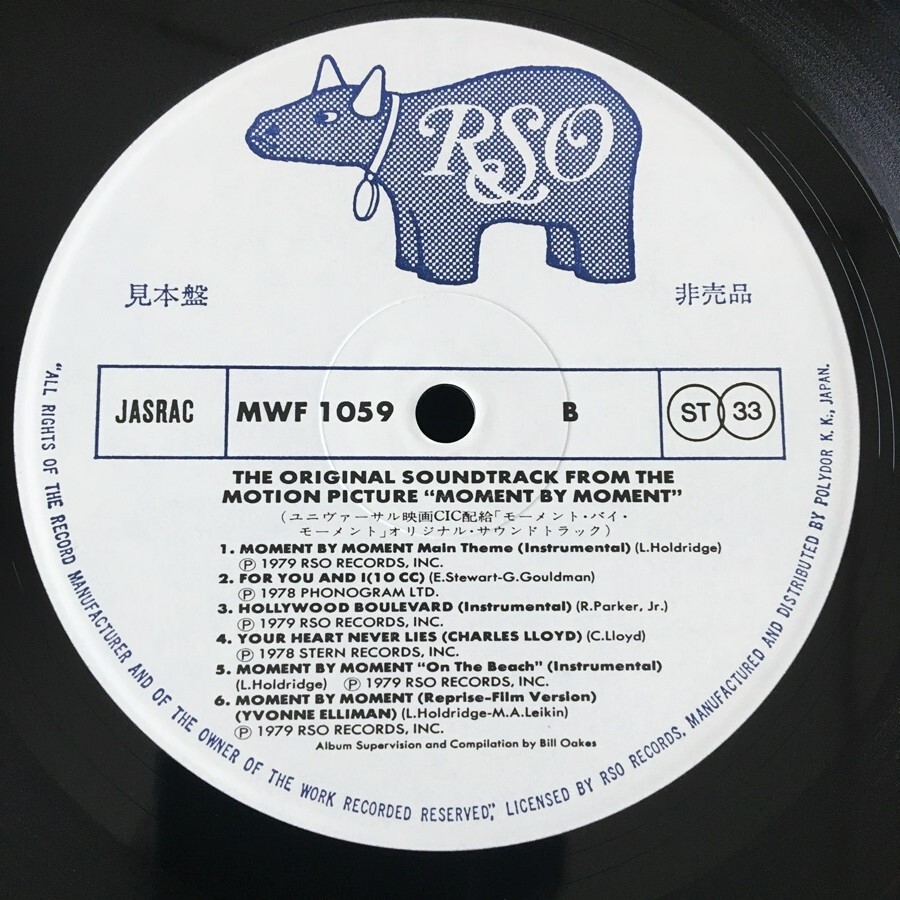 RSO
見本盤 非売品
JASRAC MWF 1059 B ST 33
THE ORIGINAL SOUNDTRACK FROM THE
MOTION PICTURE “MOMENT BY MOMENT”
(ユニヴァーサル映画CIC配給「モーメント・バイ・
モーメント」オリジナル・サウンドトラック)
1. MOMENT BY MOMENT Main Theme (Instrumental) (L.Holdridge)
Ⓟ 1979 RSO RECORDS, INC.
2. FOR YOU AND I(10 CC) (E.Stewart-G.Gouldman)
Ⓟ 1978 PHONOGRAM LTD.
3. HOLLYWOOD BOULEVARD (Instrumental) (R.Parker, Jr.)
Ⓟ 1979 RSO RECORDS, INC.
4. YOUR HEART NEVER LIES (CHARLES LLOYD) (C.Lloyd)
Ⓟ 1978 STERN RECORDS, INC.
5. MOMENT BY MOMENT “On The Beach” (Instrumental)
(L.Holdridge) Ⓟ 1979 RSO RECORDS, INC.
6. MOMENT BY MOMENT (Reprise-Film Version)
(YVONNE ELLIMAN) (L.Holdridge-M.A.Leikin)
Ⓟ 1979 RSO RECORDS, INC.
Album Supervision and Compilation by Bill Oakes
“ALL RIGHTS OF THE RECORD MANUFACTURER AND OF THE OWNER OF THE WORK RECORDED RESERVED”, LICENSED BY RSO RECORDS, MANUFACTURED AND DISTRIBUTED BY POLYDOR K.K., JAPAN.